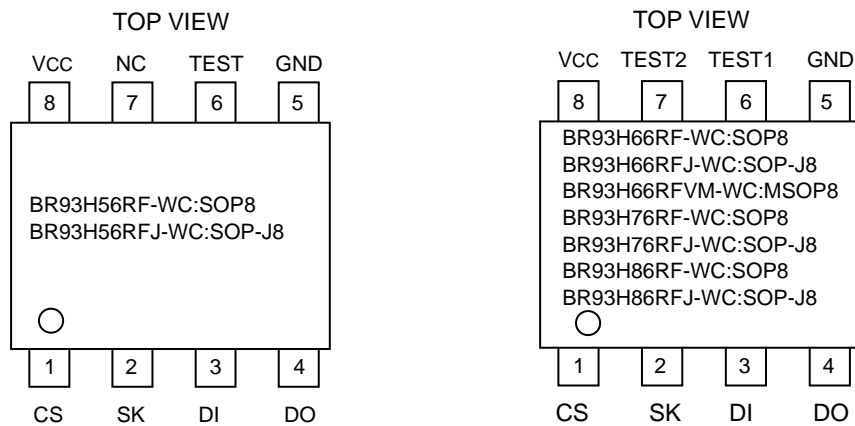 TOP VIEW
VCC NC TEST GND
8 7 6 5
BR93H56RF-WC:SOP8
BR93H56RFJ-WC:SOP-J8
1 2 3 4
CS SK DI DO
TOP VIEW
VCC TEST2 TEST1 GND
8 7 6 5
BR93H66RF-WC:SOP8
BR93H66RFJ-WC:SOP-J8
BR93H66RFVM-WC:MSOP8
BR93H76RF-WC:SOP8
BR93H76RFJ-WC:SOP-J8
BR93H86RF-WC:SOP8
BR93H86RFJ-WC:SOP-J8
1 2 3 4
CS SK DI DO